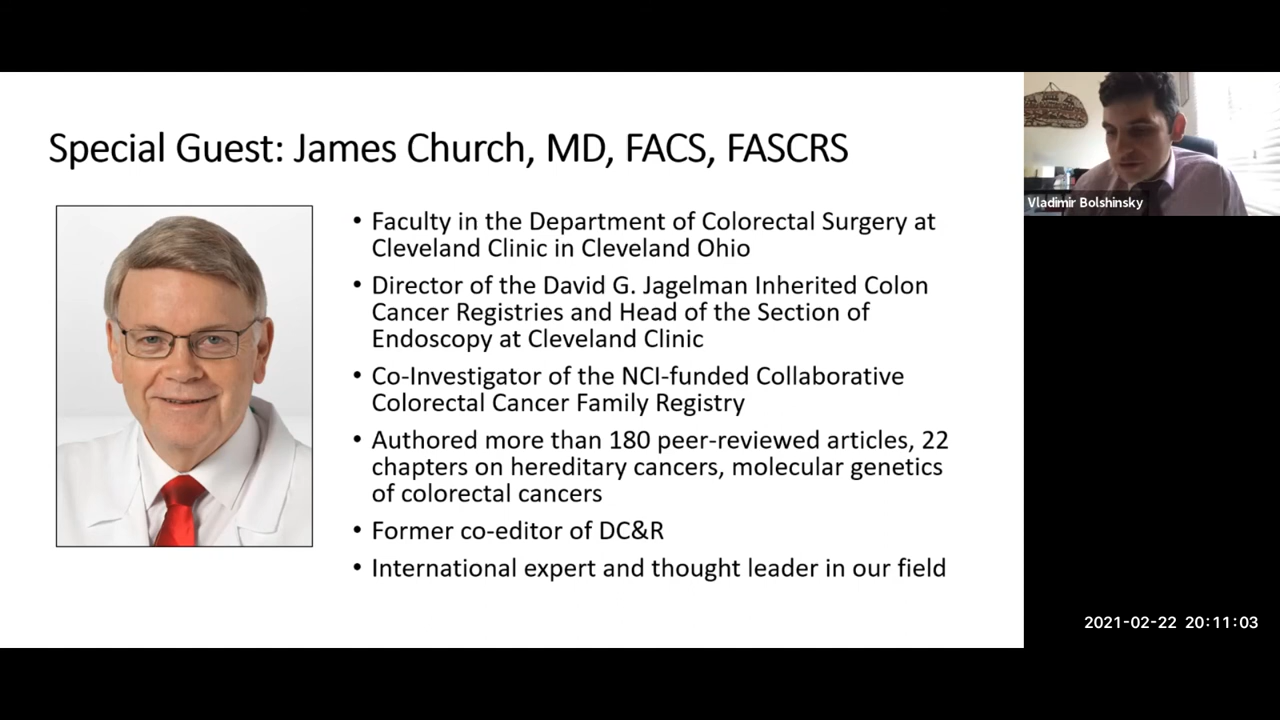 Special Guest: James Church, MD, FACS, FASCRS
• Faculty in the Department of Colorectal Surgery at
Cleveland Clinic in Cleveland Ohio
• Director of the David G. Jagelman Inherited Colon
Cancer Registries and Head of the Section of
Endoscopy at Cleveland Clinic
• Co-Investigator of the NCI-funded Collaborative
Colorectal Cancer Family Registry
• Authored more than 180 peer-reviewed articles, 22
chapters on hereditary cancers, molecular genetics
of colorectal cancers
• Former co-editor of DC&R
• International expert and thought leader in our field
Vladimir Bolshinsky
2021-02-22 20:11:03